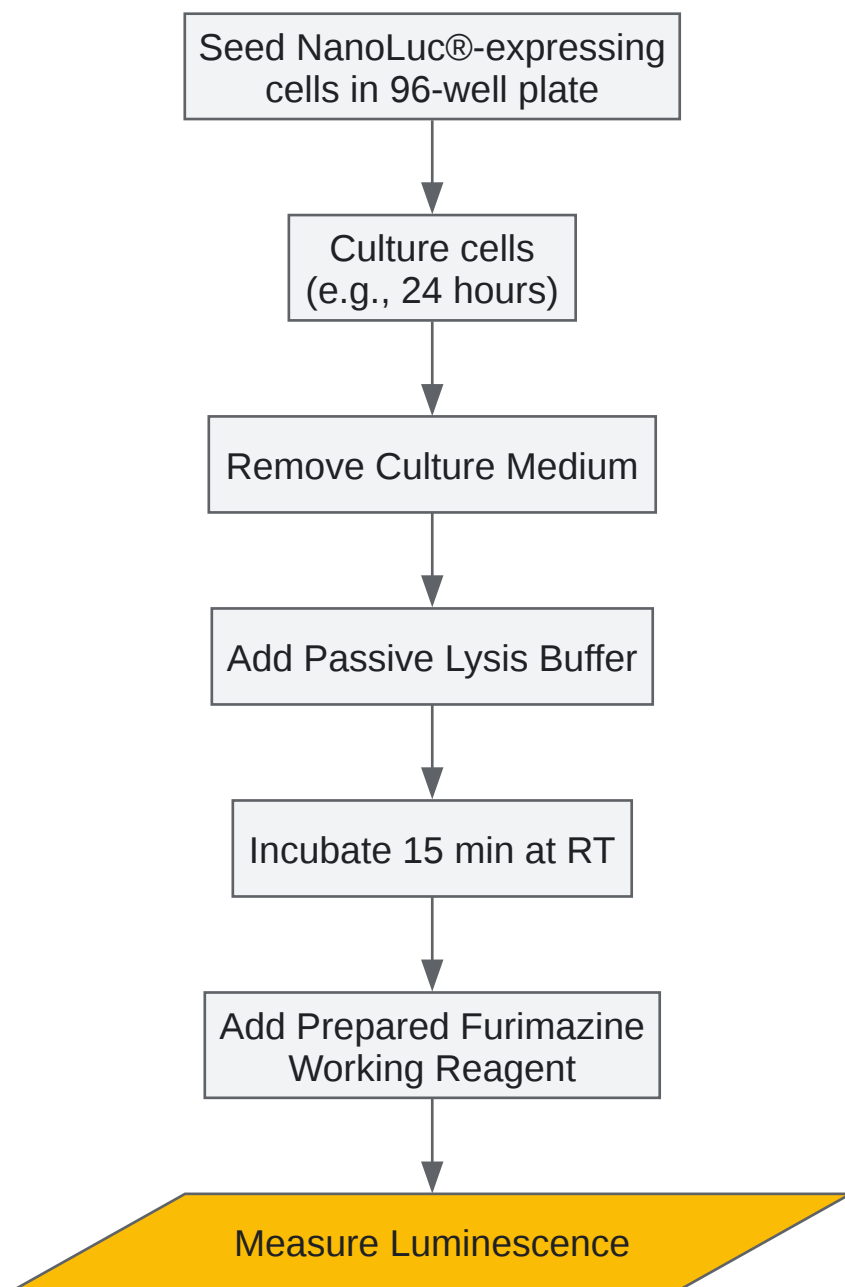 Seed NanoLuc®-expressing
cells in 96-well plate
Culture cells
(e.g., 24 hours)
Remove Culture Medium
Add Passive Lysis Buffer
Incubate 15 min at RT
Add Prepared Furimazine
Working Reagent
Measure Luminescence